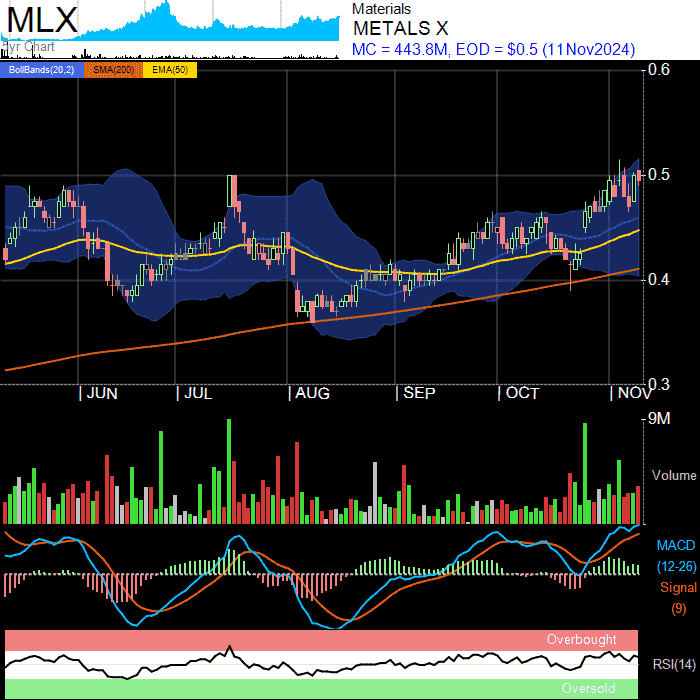 MLX
5yr Chart
Materials
METALS X
MC = 443.8M, EOD = $0.5 (11Nov2024)
BollBands(20,2) SMA(200) EMA(50)
0.6
0.5
0.4
0.3
JUN JUL AUG SEP OCT NOV
9M
Volume
MACD
(12-26)
Signal
(9)
Overbought
RSI(14)
Oversold